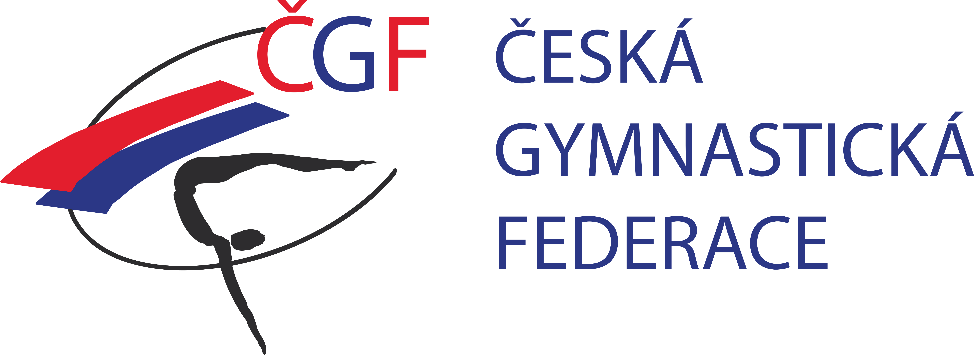 ČGF
ČESKÁ
GYMNASTICKÁ
FEDERACE